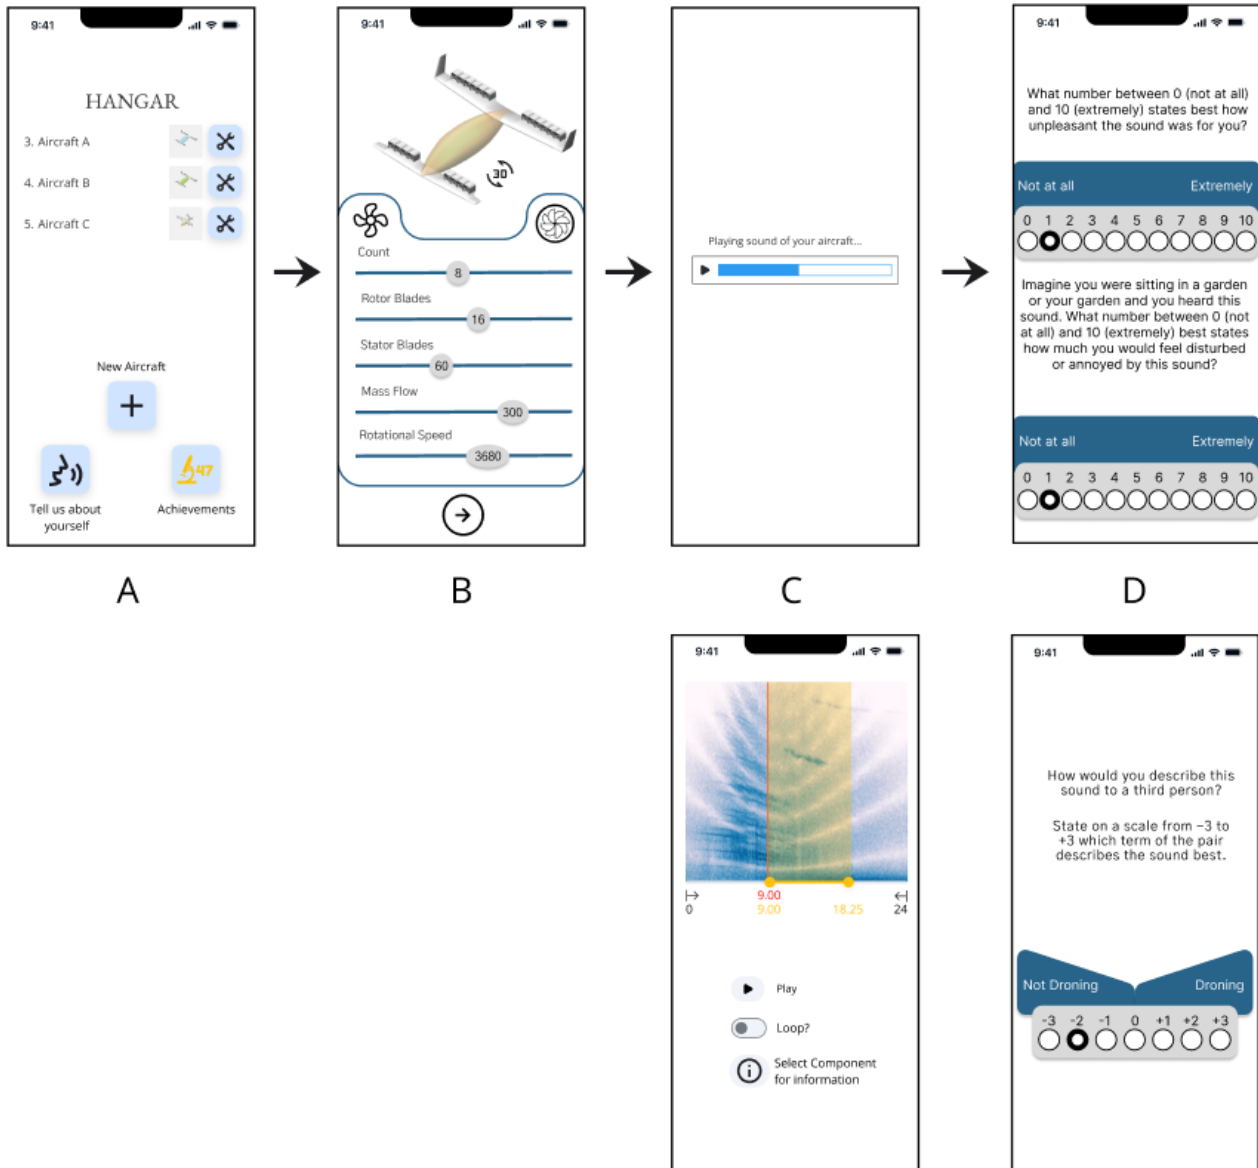 9:41
HANGAR
3. Aircraft A
4. Aircraft B
5. Aircraft C
New Aircraft
47
Tell us about
yourself
Achievements
A
9:41
3D
Count
8
Rotor Blades
16
Stator Blades
60
Mass Flow
300
Rotational Speed
3680
B
Playing sound of your aircraft...
C
9:41
What number between 0 (not at all)
and 10 (extremely) states best how
unpleasant the sound was for you?
Not at all Extremely
0 1 2 3 4 5 6 7 8 9 10
Imagine you were sitting in a garden
or your garden and you heard this
sound. What number between 0 (not
at all) and 10 (extremely) best states
how much you would feel disturbed
or annoyed by this sound?
Not at all Extremely
0 1 2 3 4 5 6 7 8 9 10
D
9:41
9.00
0 9.00 18.25 24
Play
Loop?
Select Component
for information
9:41
How would you describe this
sound to a third person?
State on a scale from -3 to
+3 which term of the pair
describes the sound best.
Not Droning Droning
-3 -2 -1 0 +1 +2 +3